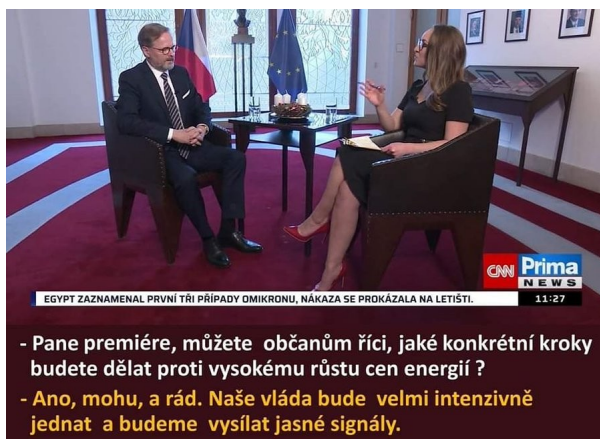 CNN Prima
NEWS
EGYPT ZAZNAMENAL PRVNÍ TŘI PŘÍPADY OMIKRONU, NÁKAZA SE PROKÁZALA NA LETIŠTI. 11:27
- Pane premiére, můžete občanům říci, jaké konkrétní kroky
budete dělat proti vysokému růstu cen energií ?
- Ano, mohu, a rád. Naše vláda bude velmi intenzivně
jednat a budeme vysílat jasné signály.